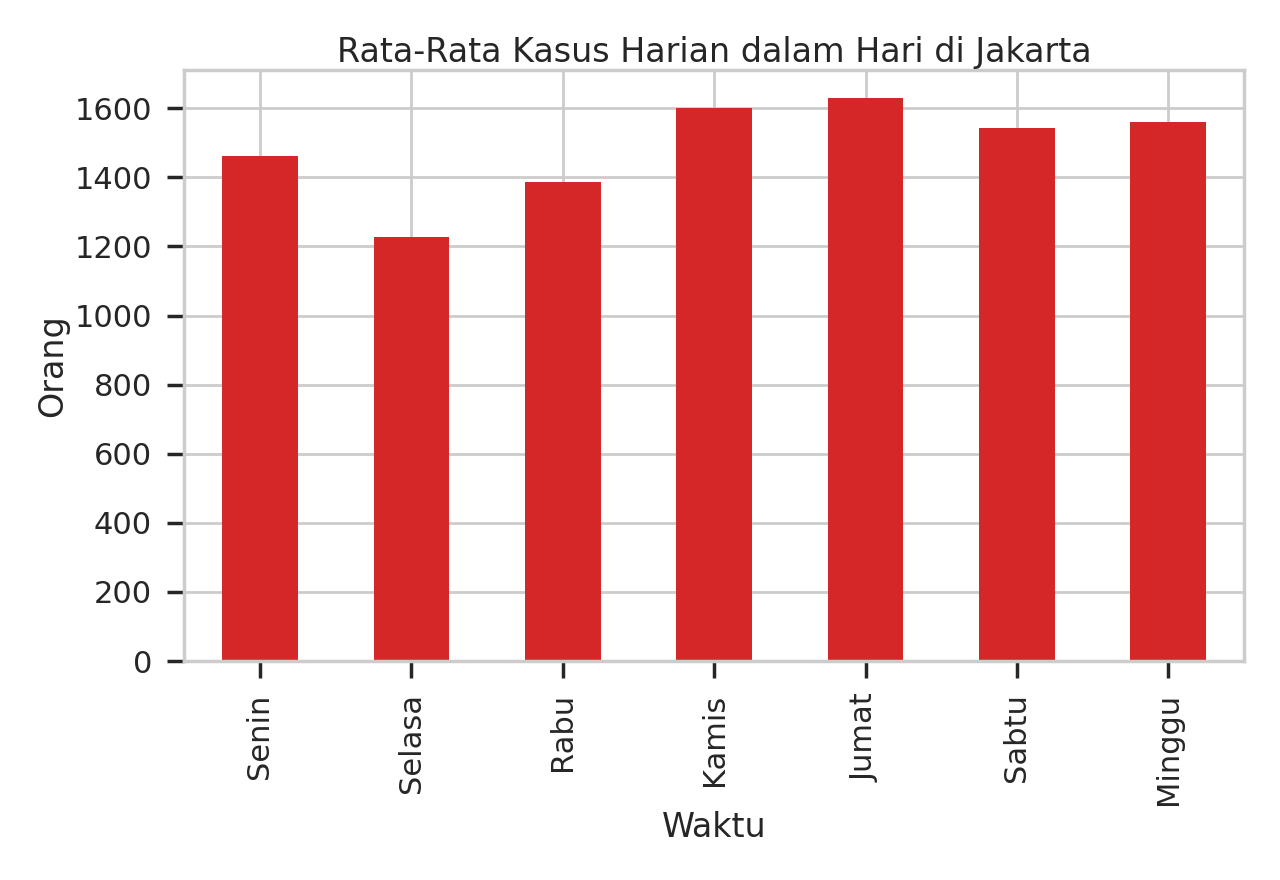 Rata-Rata Kasus Harian dalam Hari di Jakarta
1600
1400
1200
1000
800
600
400
200
0
Orang
Senin
Selasa
Rabu
Kamis
Jumat
Sabtu
Minggu
Waktu